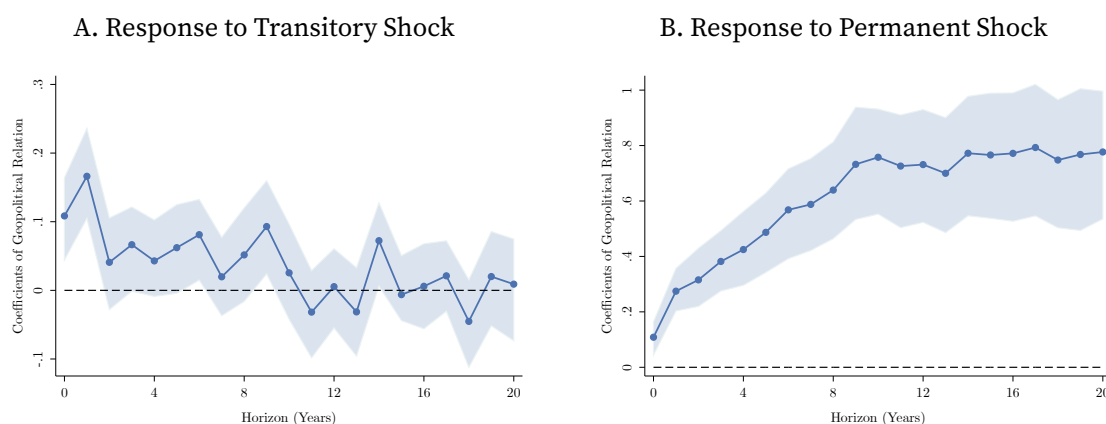 A. Response to Transitory Shock
Coefficients of Geopolitical Relation
.3
.2
.1
0
-.1
0 4 8 12 16 20
Horizon (Years)
B. Response to Permanent Shock
Coefficients of Geopolitical Relation
1
.8
.6
.4
.2
0
0 4 8 12 16 20
Horizon (Years)